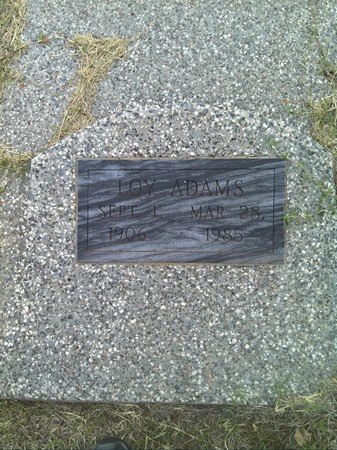 LOY ADAMS
SEPT. 1, MAR. 28,
1906 1985